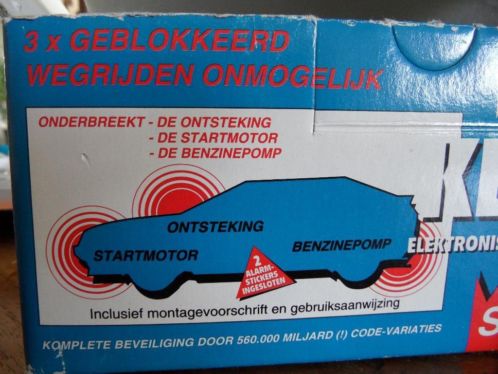 3 x GEBLOKKEERD
WEGRIJDEN ONMOGELIJK
ONDERBREEKT - DE ONTSTEKING
- DE STARTMOTOR
- DE BENZINEPOMP
ONTSTEKING
STARTMOTOR
BENZINEPOMP
2
ALARM-
STICKERS
INGESLOTEN
Inclusief montagevoorschrift en gebruiksaanwijzing
KOMPLETE BEVEILIGING DOOR 560.000 MILJARD (!) CODE-VARIATIES